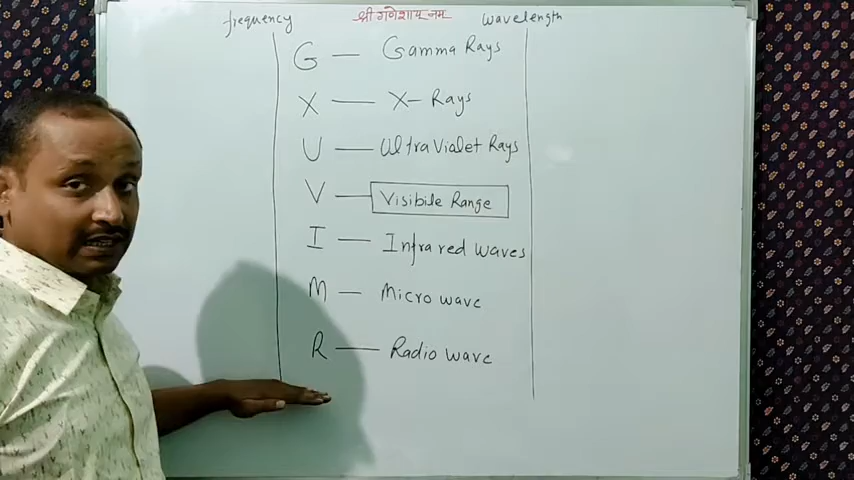 frequency श्री गणेशाय नमः wavelength
G — Gamma Rays
X — X-Rays
U — Ultra Vialet Rays
V — Visibile Range
I — Infrared waves
M — Micro wave
R — Radio wave